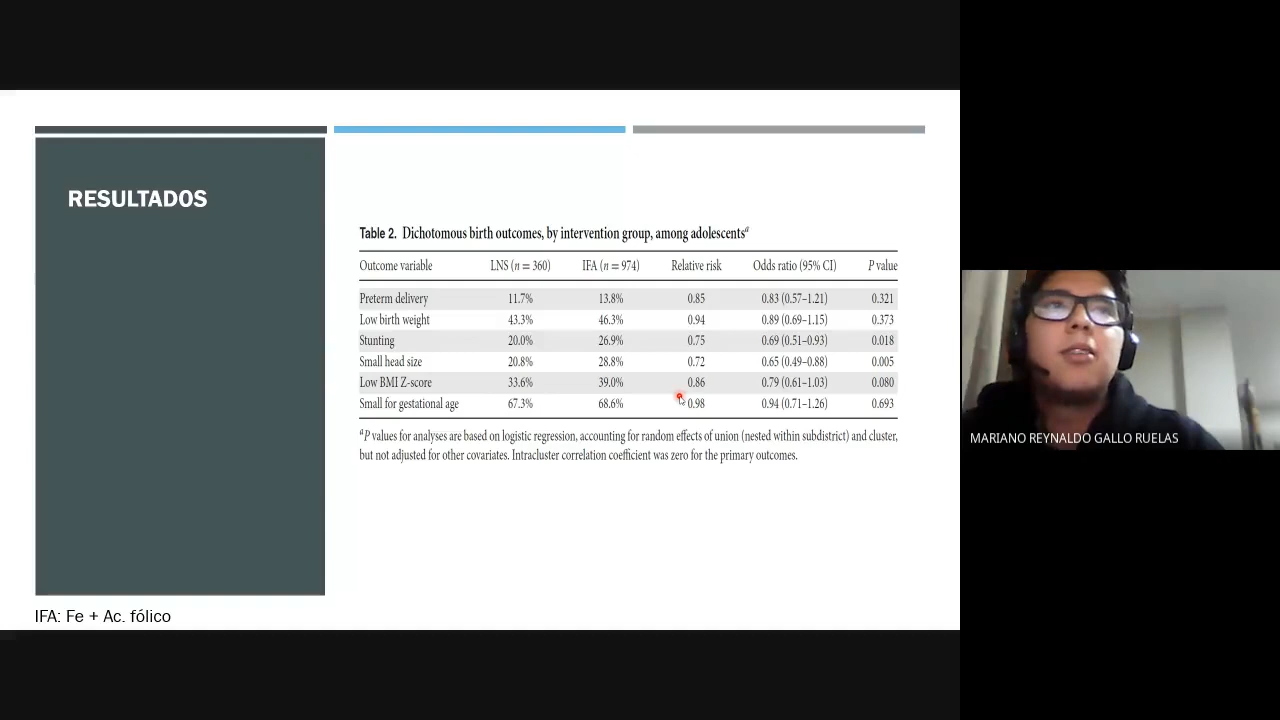 RESULTADOS
Table 2. Dichotomous birth outcomes, by intervention group, among adolescentsᵃ
Outcome variable LNS (n = 360) IFA (n = 974) Relative risk Odds ratio (95% CI) P value
Preterm delivery 11.7% 13.8% 0.85 0.83 (0.57–1.21) 0.321
Low birth weight 43.3% 46.3% 0.94 0.89 (0.69–1.15) 0.373
Stunting 20.0% 26.9% 0.75 0.69 (0.51–0.93) 0.018
Small head size 20.8% 28.8% 0.72 0.65 (0.49–0.88) 0.005
Low BMI Z-score 33.6% 39.0% 0.86 0.79 (0.61–1.03) 0.080
Small for gestational age 67.3% 68.6% 0.98 0.94 (0.71–1.26) 0.693
ᵃP values for analyses are based on logistic regression, accounting for random effects of union (nested within subdistrict) and cluster,
but not adjusted for other covariates. Intracluster correlation coefficient was zero for the primary outcomes.
IFA: Fe + Ac. fólico
MARIANO REYNALDO GALLO RUELAS